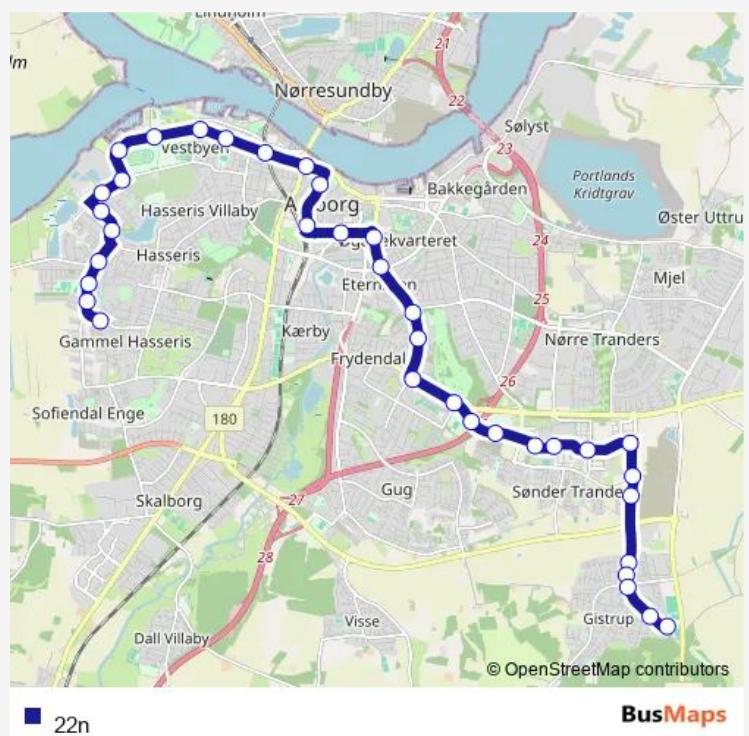 Nørresundby
21
22
Sølyst
23
Portlands
Kridtgrav
Vestbyen
Bakkegården
Hasseris Villaby
Øster Uttru
24
Hasseris
Mjel
25
Kærby
Gammel Hasseris
Nørre Tranders
Frydendal
26
Sofiendal Enge
180
Gug
Sønder Trande
27
Skalborg
28
Gistrup
Visse
Dall Villaby
© OpenStreetMap contributors
22n
BusMaps